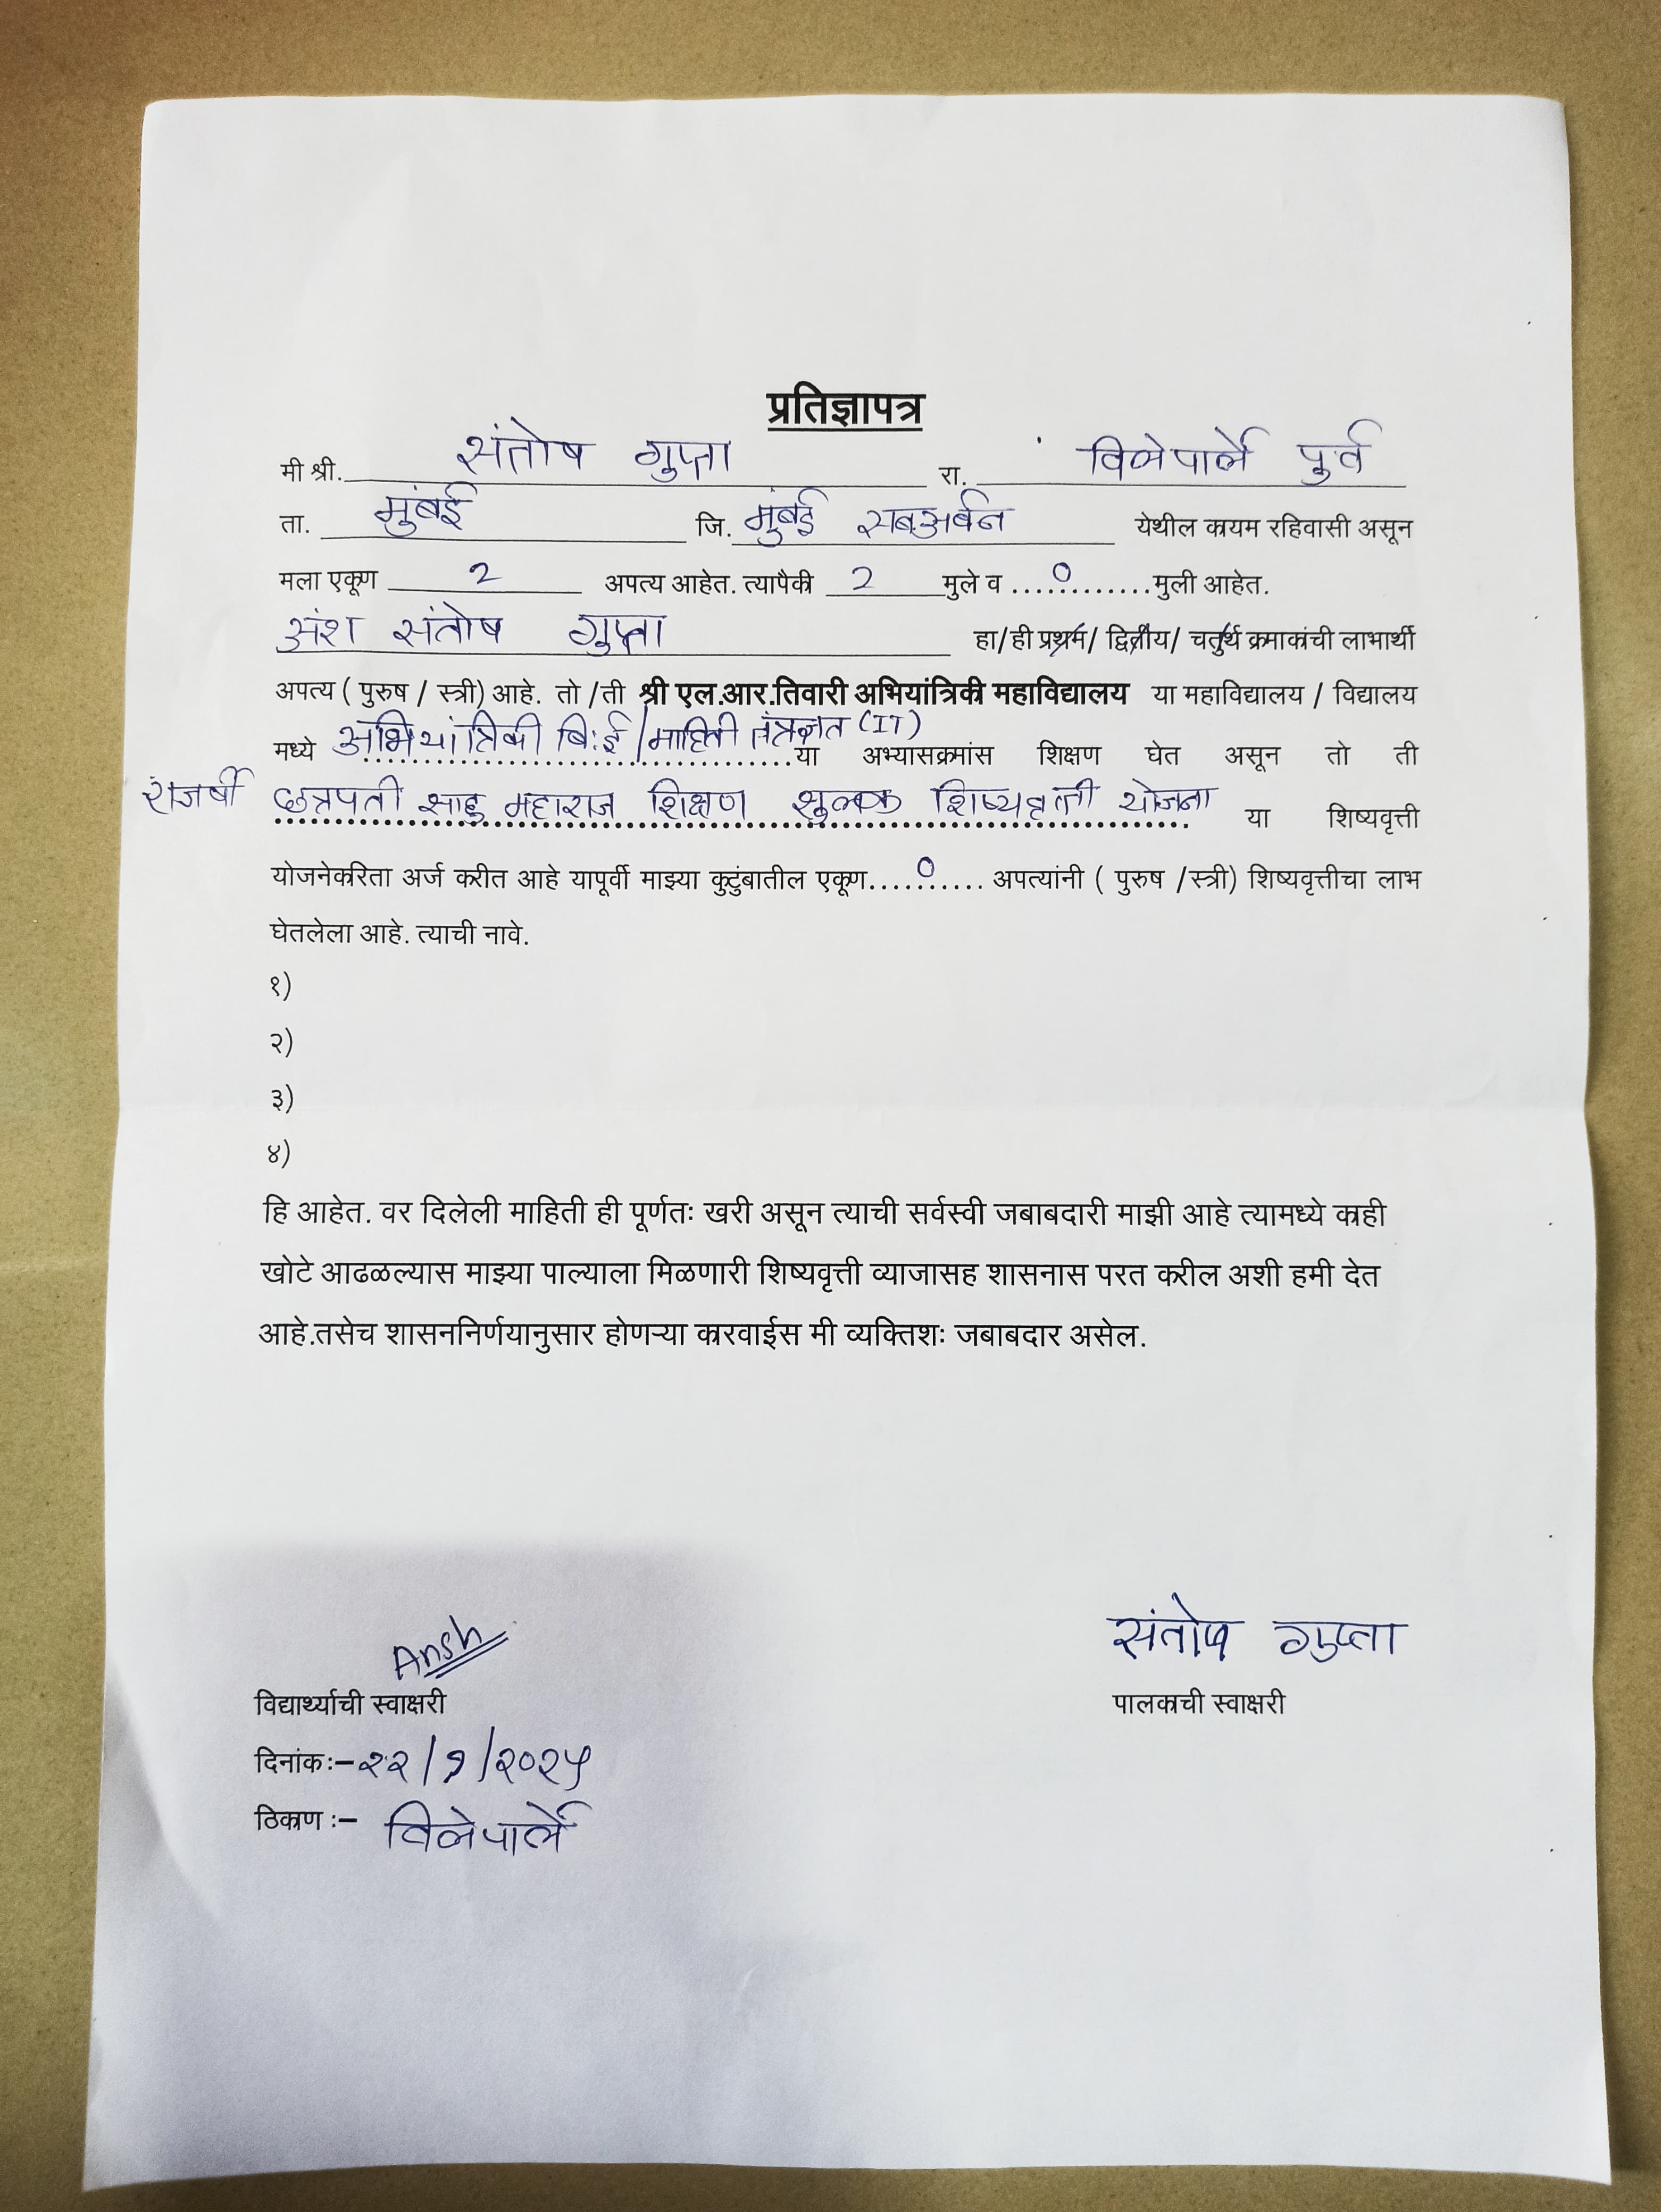 प्रतिज्ञापत्र
मी श्री. संतोष गुप्ता रा. विलेपार्ले पुर्व
ता. मुंबई जि. मुंबई सबअर्बन येथील कायम रहिवासी असून
मला एकूण 2 अपत्य आहेत. त्यापैकी 2 मुले व ...0...मुली आहेत.
अंश संतोष गुप्ता हा/ही प्रथम/ द्वितीय/ चतुर्थ क्रमाकांची लाभार्थी
अपत्य ( पुरुष / स्त्री) आहे. तो /ती श्री एल.आर.तिवारी अभियांत्रिकी महाविद्यालय या महाविद्यालय / विद्यालय
मध्ये अभियांत्रिकी बि:ई/माहिती तंत्रज्ञत (IT) या अभ्यासक्रमांस शिक्षण घेत असून तो ती
राजर्षी छत्रपती साहु महाराज शिक्षण शुल्क शिष्यवृत्ती योजना या शिष्यवृत्ती
योजनेकरिता अर्ज करीत आहे यापूर्वी माझ्या कुटुंबातील एकूण....0.... अपत्यांनी ( पुरुष /स्त्री) शिष्यवृत्तीचा लाभ
घेतलेला आहे. त्याची नावे.
१)
२)
३)
४)
हि आहेत. वर दिलेली माहिती ही पूर्णतः खरी असून त्याची सर्वस्वी जबाबदारी माझी आहे त्यामध्ये काही
खोटे आढळल्यास माझ्या पाल्याला मिळणारी शिष्यवृत्ती व्याजासह शासनास परत करील अशी हमी देत
आहे.तसेच शासननिर्णयानुसार होणऱ्या कारवाईस मी व्यक्तिशः जबाबदार असेल.
Ansh संतोष गुप्ता
विद्यार्थ्याची स्वाक्षरी पालकाची स्वाक्षरी
दिनांक:-२२/१/२०२५
ठिकाण :- विलेपार्ले